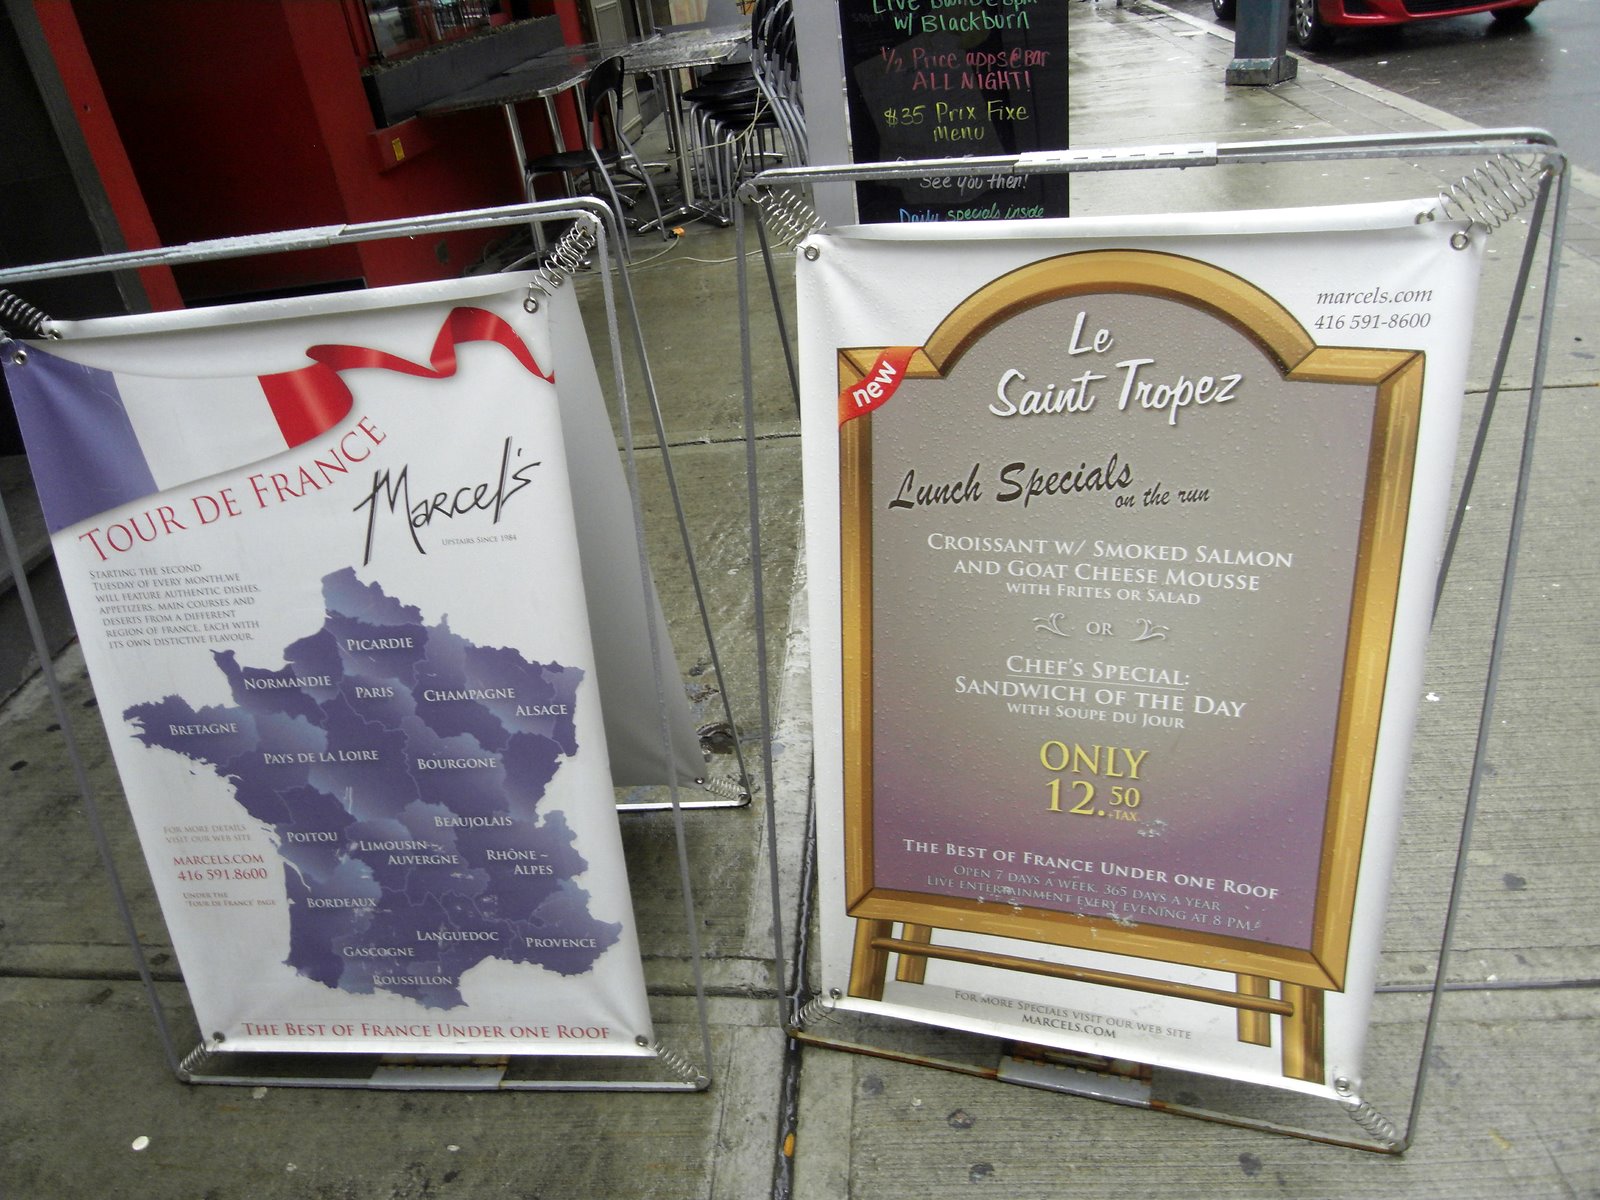 w/ Blackburn
1/2 Price apps@Bar
ALL NIGHT!
$35 Prix Fixe
Menu
See you then!
Daily specials inside
TOUR DE FRANCE
Marcel's
UPSTAIRS SINCE 1984
STARTING THE SECOND
TUESDAY OF EVERY MONTH,WE
WILL FEATURE AUTHENTIC DISHES,
APPETIZERS, MAIN COURSES AND
DESERTS FROM A DIFFERENT
REGION OF FRANCE, EACH WITH
ITS OWN DISTICTIVE FLAVOUR.
PICARDIE
NORMANDIE
PARIS
CHAMPAGNE
ALSACE
BRETAGNE
PAYS DE LA LOIRE
BOURGONE
BEAUJOLAIS
POITOU
LIMOUSIN~
AUVERGNE
RHÔNE~
ALPES
BORDEAUX
LANGUEDOC
PROVENCE
GASCOGNE
ROUSSILLON
FOR MORE DETAILS
VISIT OUR WEB SITE
MARCELS.COM
416 591.8600
UNDER THE
'TOUR DE FRANCE' PAGE
THE BEST OF FRANCE UNDER ONE ROOF
marcels.com
416 591-8600
new
Le
Saint Tropez
Lunch Specials
on the run
CROISSANT W/ SMOKED SALMON
AND GOAT CHEESE MOUSSE
WITH FRITES OR SALAD
OR
CHEF'S SPECIAL:
SANDWICH OF THE DAY
WITH SOUPE DU JOUR
ONLY
12.50
+TAX
THE BEST OF FRANCE UNDER ONE ROOF
OPEN 7 DAYS A WEEK, 365 DAYS A YEAR
LIVE ENTERTAINMENT EVERY EVENING AT 8 P.M.
FOR MORE SPECIALS VISIT OUR WEB SITE
MARCELS.COM